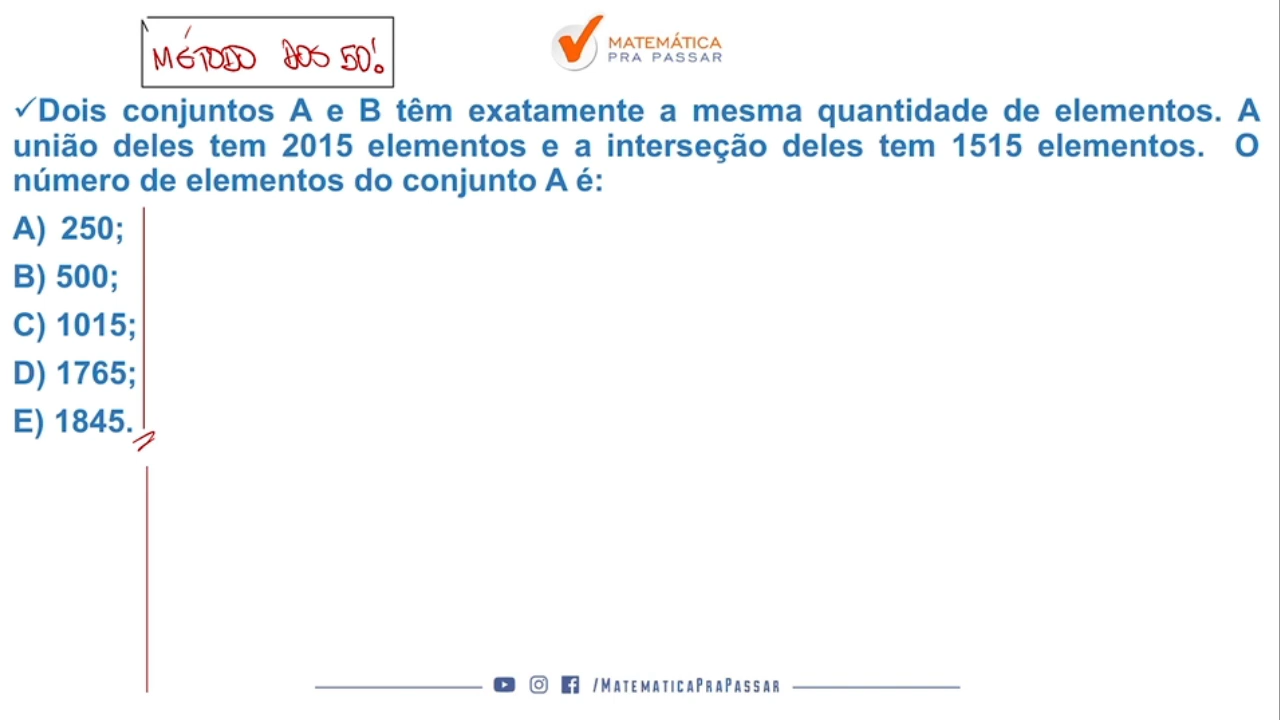 MÉTODO DOS 50!
MATEMÁTICA
PRA PASSAR
✓Dois conjuntos A e B têm exatamente a mesma quantidade de elementos. A
união deles tem 2015 elementos e a interseção deles tem 1515 elementos. O
número de elementos do conjunto A é:
A) 250;
B) 500;
C) 1015;
D) 1765;
E) 1845.
/MATEMATICAPRAPASSAR